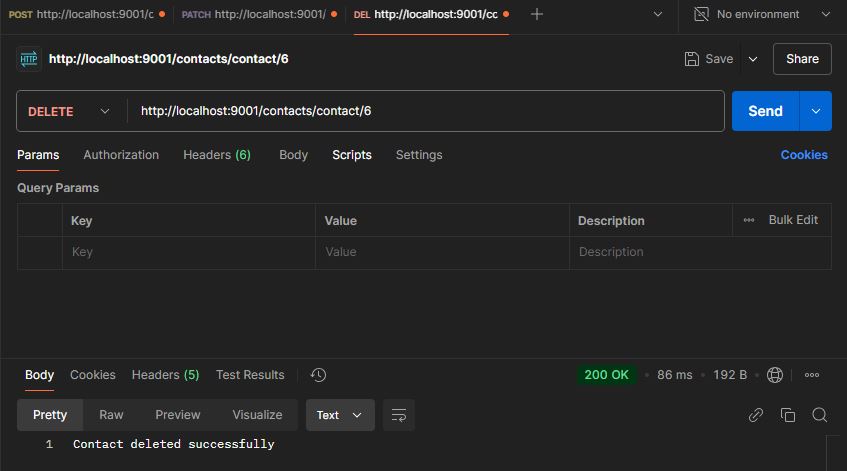 POST http://localhost:9001/c PATCH http://localhost:9001/ DEL http://localhost:9001/cc No environment
HTTP http://localhost:9001/contacts/contact/6 Save Share
DELETE http://localhost:9001/contacts/contact/6 Send
Params Authorization Headers (6) Body Scripts Settings Cookies
Query Params
Key Value Description Bulk Edit
Key Value Description
Body Cookies Headers (5) Test Results 200 OK 86 ms 192 B
Pretty Raw Preview Visualize Text
1 Contact deleted successfully